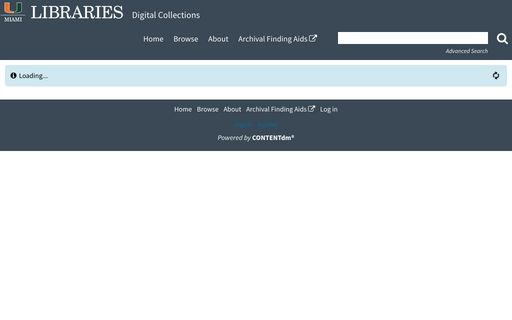 MIAMI
LIBRARIES
Digital Collections
Home Browse About Archival Finding Aids
Advanced Search
Loading...
Home Browse About Archival Finding Aids Log in
Powered by CONTENTdm®